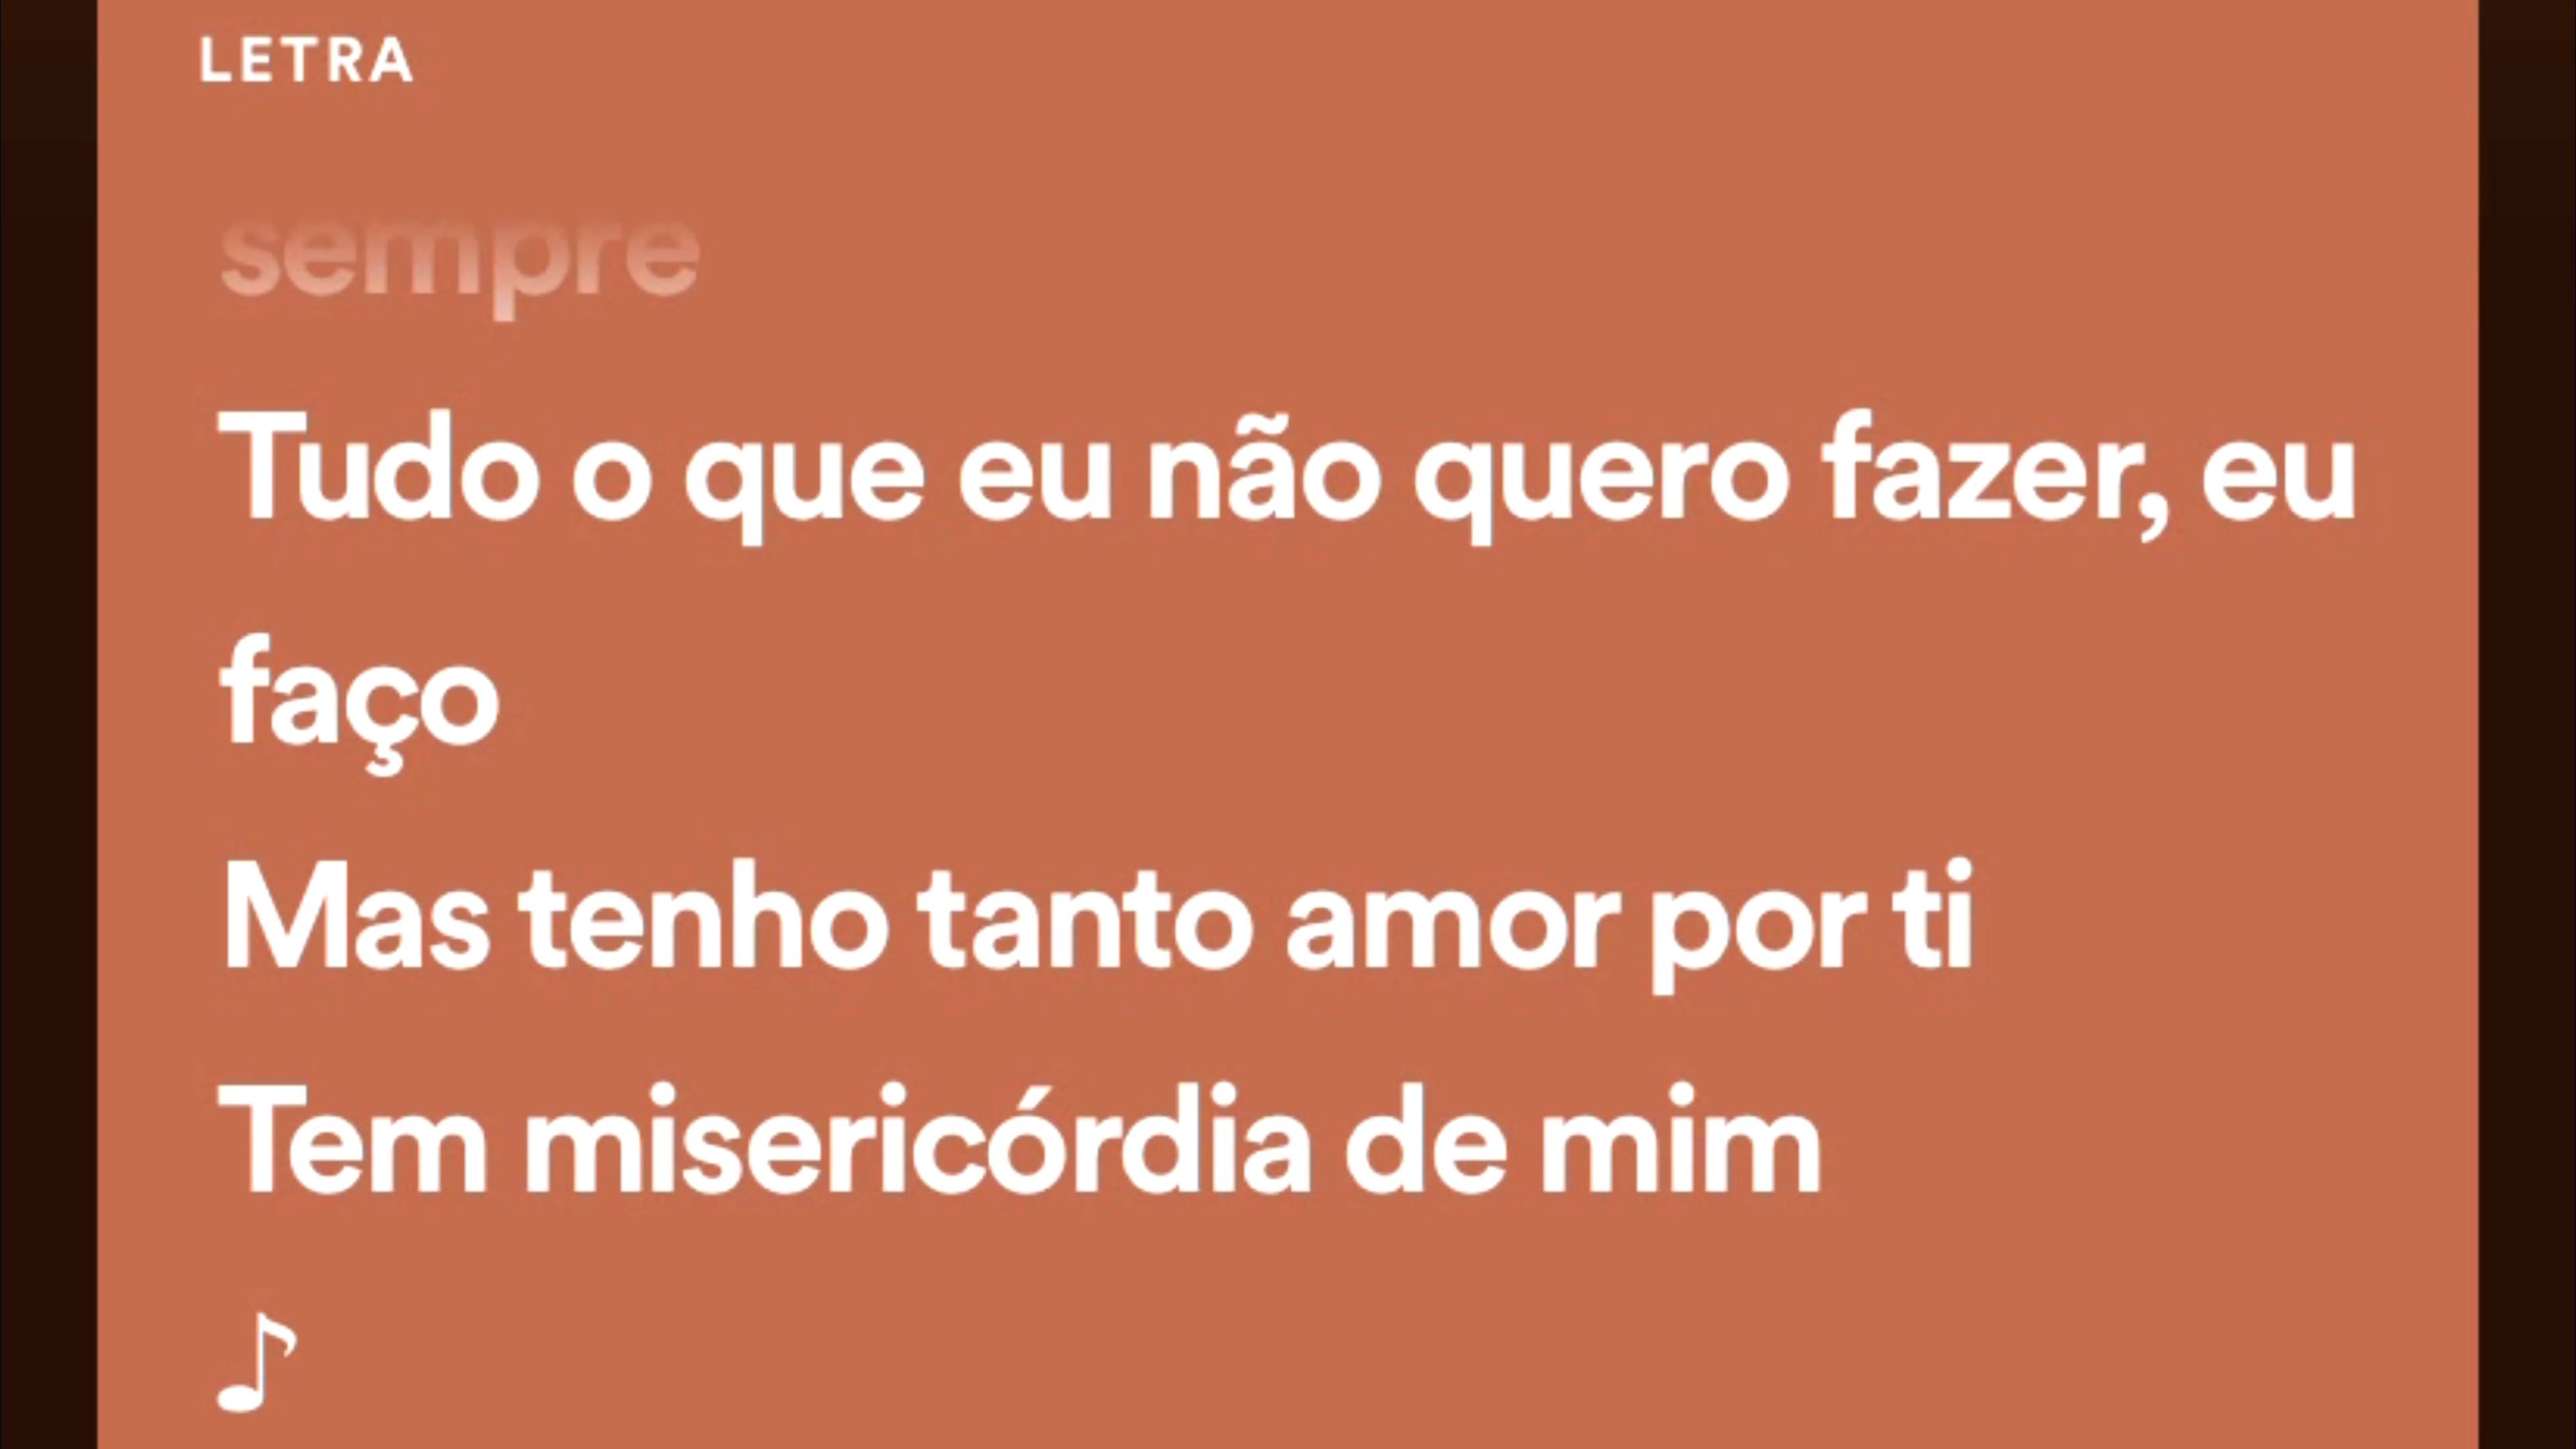 LETRA
sempre
Tudo o que eu não quero fazer, eu
faço
Mas tenho tanto amor por ti
Tem misericórdia de mim
♪